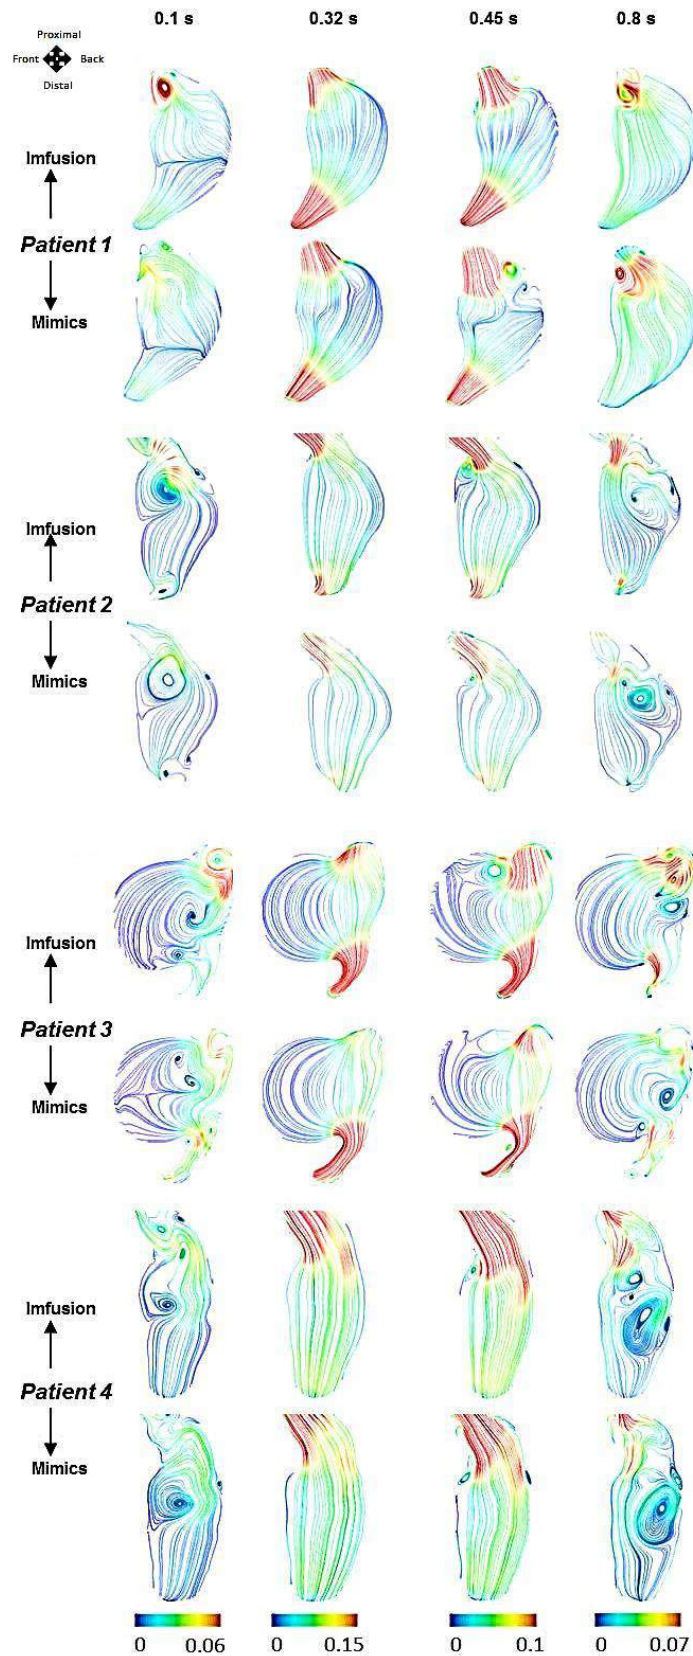 0.1 s 0.32 s 0.45 s 0.8 s
Proximal
Front Back
Distal
Imfusion
Patient 1
Mimics
Imfusion
Patient 2
Mimics
Imfusion
Patient 3
Mimics
Imfusion
Patient 4
Mimics
0 0.06 0 0.15 0 0.1 0 0.07